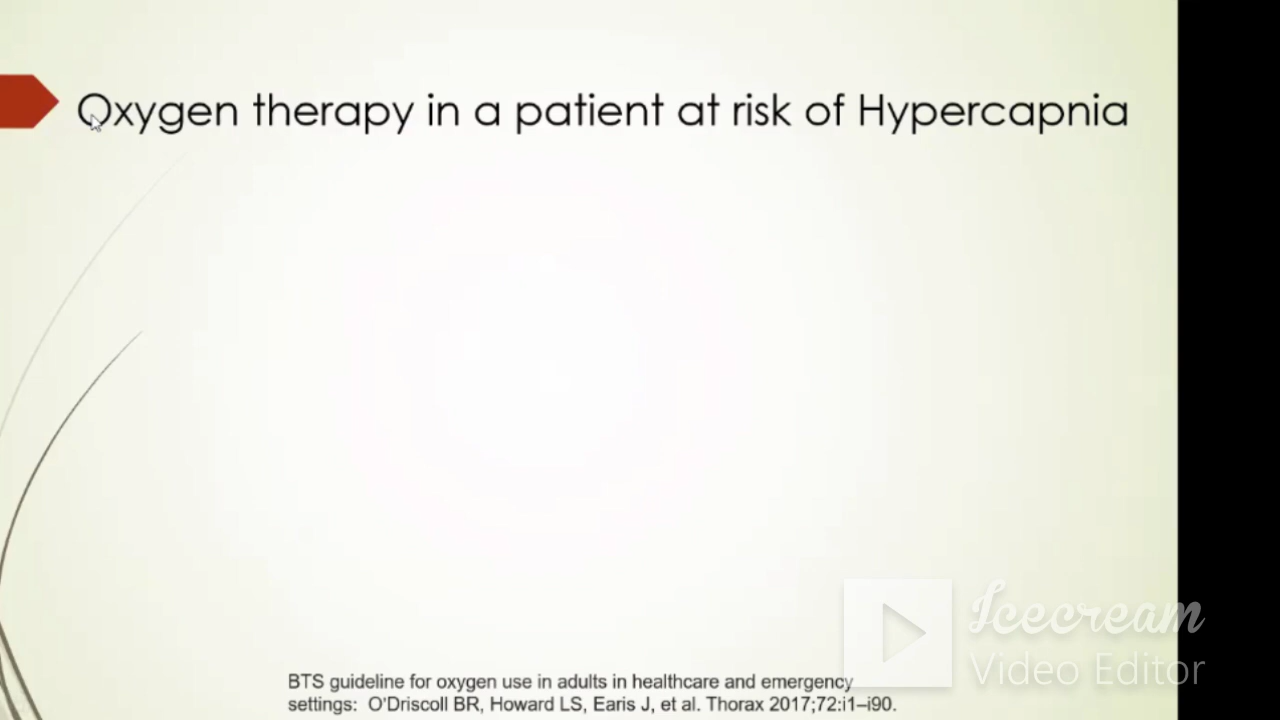 Oxygen therapy in a patient at risk of Hypercapnia
Icecream
Video Editor
BTS guideline for oxygen use in adults in healthcare and emergency
settings: O'Driscoll BR, Howard LS, Earis J, et al. Thorax 2017;72:i1–i90.